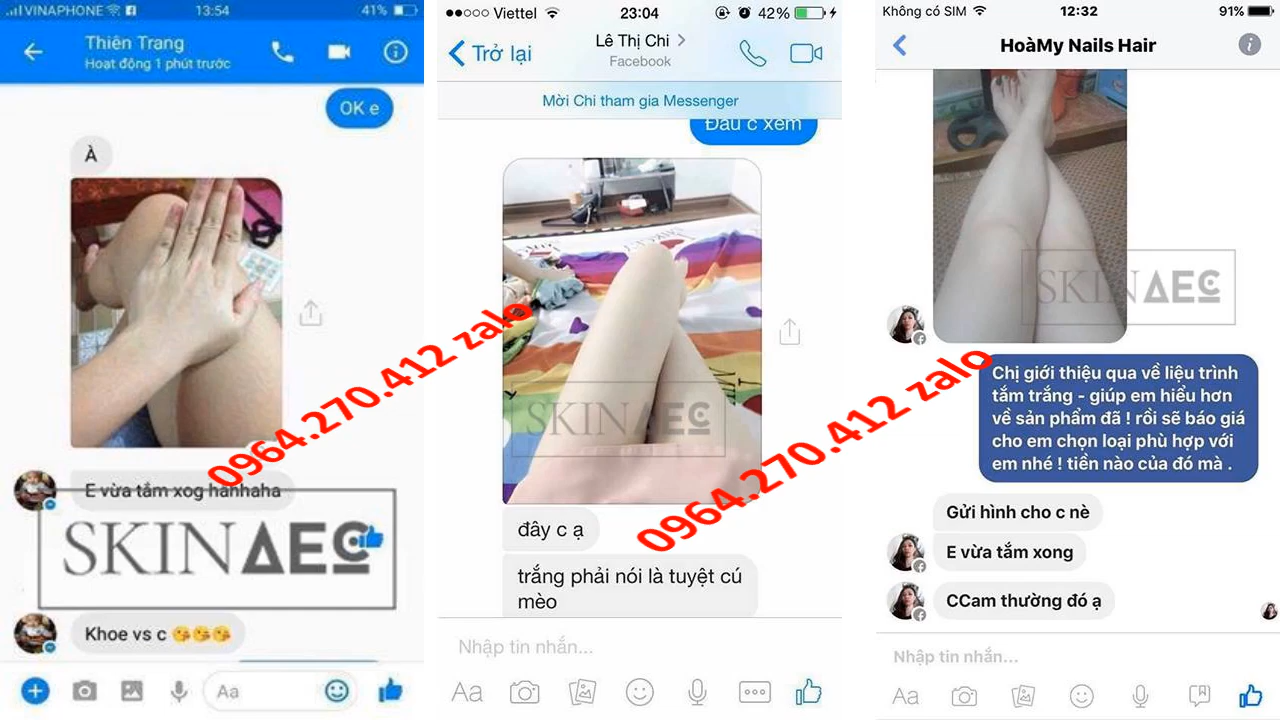 VINAPHONE
13:54
41%
Thiên Trang
Hoạt động 1 phút trước
OK e
À
E vừa tắm xog hanhaha
SKINAEC
Khoe vs c
Aa
Viettel
23:04
42%
Trở lại
Lê Thị Chi
Facebook
Mời Chi tham gia Messenger
Đâu c xem
SKINAEC
đây c ạ
trắng phải nói là tuyệt cú
mèo
Nhập tin nhắn...
Aa
0964.270.412 zalo
0964.270.412 zalo
Không có SIM
12:32
91%
HoàMy Nails Hair
SKINAEC
Chị giới thiệu qua về liệu trình
tắm trắng - giúp em hiểu hơn
về sản phẩm đã ! rồi sẽ báo giá
cho em chọn loại phù hợp với
em nhé ! tiền nào của đó mà .
Gửi hình cho c nè
E vừa tắm xong
CCam thường đó ạ
Nhập tin nhắn...
Aa